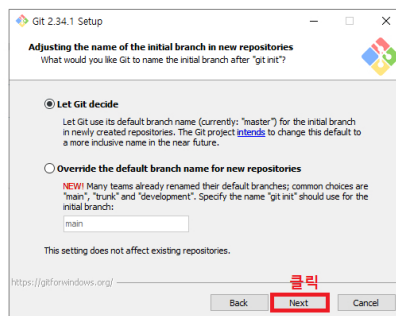 Git 2.34.1 Setup
Adjusting the name of the initial branch in new repositories
What would you like Git to name the initial branch after "git init"?
Let Git decide
Let Git use its default branch name (currently: "master") for the initial branch
in newly created repositories. The Git project intends to change this default to
a more inclusive name in the near future.
Override the default branch name for new repositories
NEW! Many teams already renamed their default branches; common choices are
"main", "trunk" and "development". Specify the name "git init" should use for the
initial branch:
main
This setting does not affect existing repositories.
https://gitforwindows.org/
클릭
Back Next Cancel